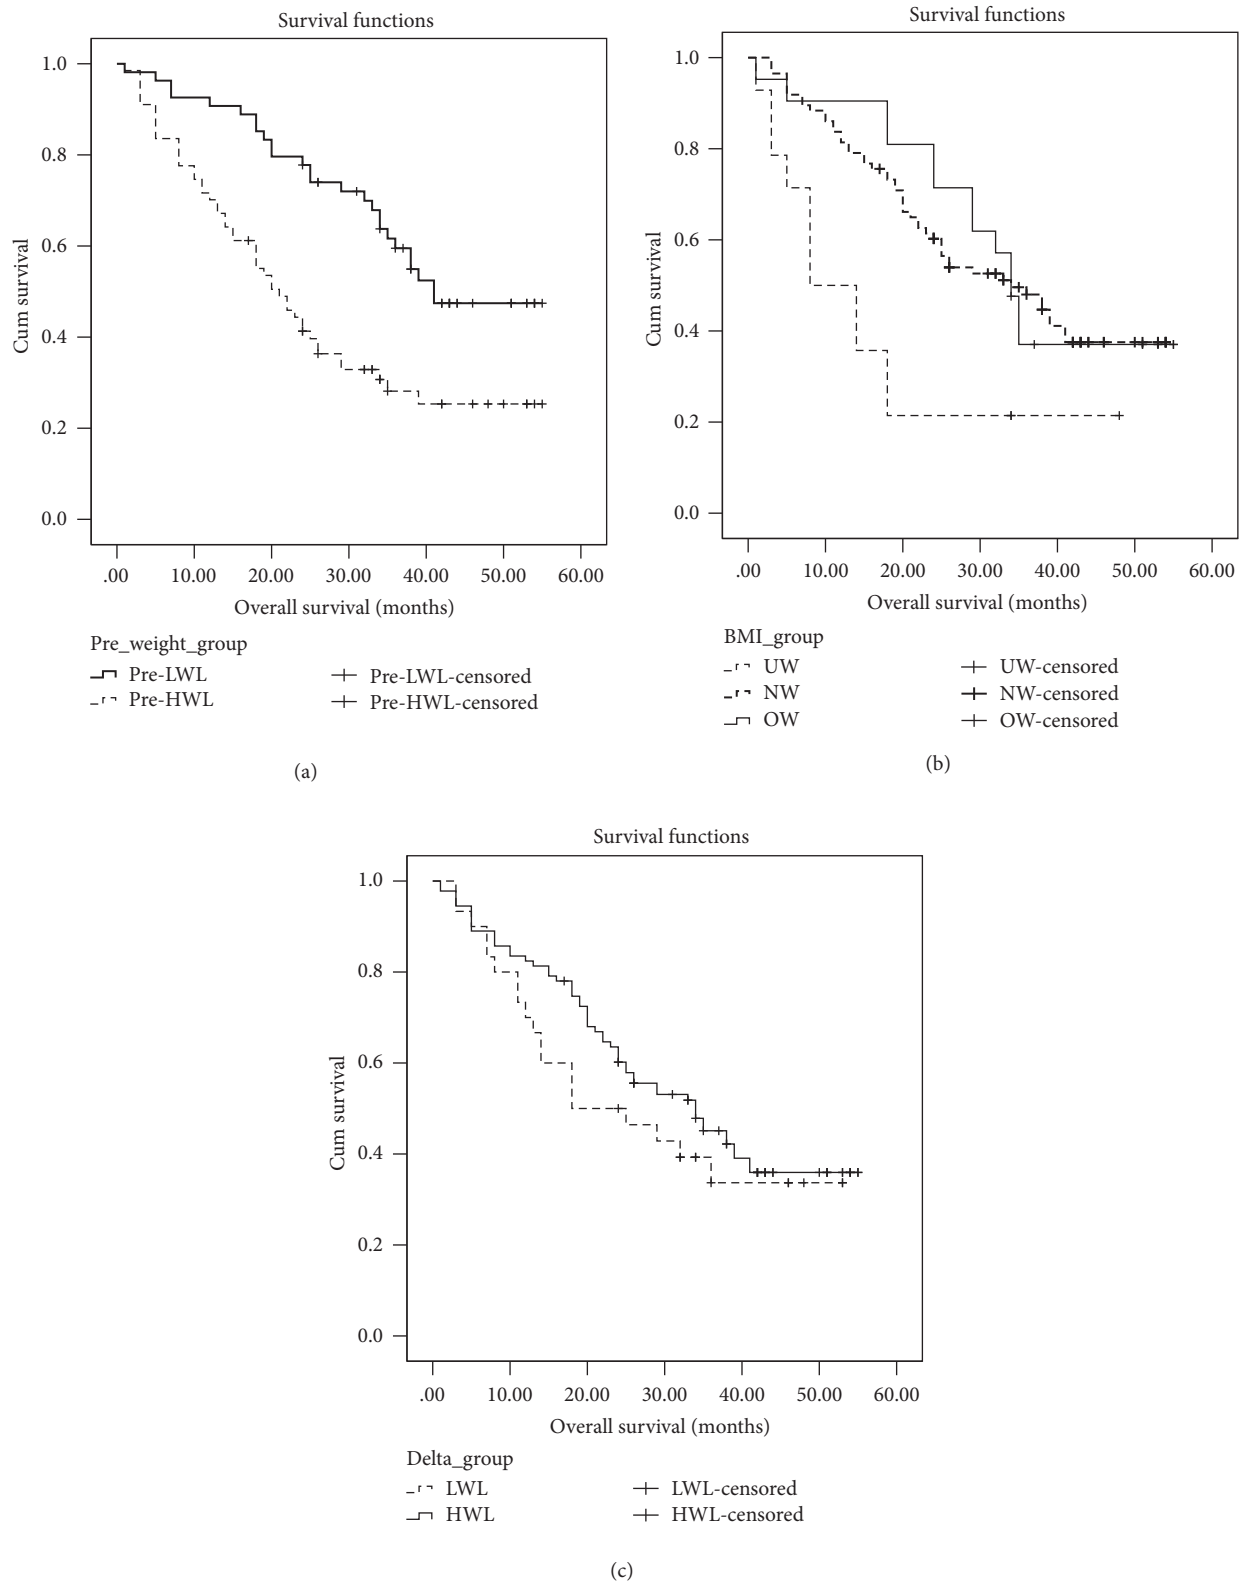 Survival functions
1.0
0.8
0.6
0.4
0.2
0.0
Cum survival
.00 10.00 20.00 30.00 40.00 50.00 60.00
Overall survival (months)
Pre_weight_group
Pre-LWL Pre-LWL-censored
Pre-HWL Pre-HWL-censored
(a)
Survival functions
1.0
0.8
0.6
0.4
0.2
0.0
Cum survival
.00 10.00 20.00 30.00 40.00 50.00 60.00
Overall survival (months)
BMI_group
UW UW-censored
NW NW-censored
OW OW-censored
(b)
Survival functions
1.0
0.8
0.6
0.4
0.2
0.0
Cum survival
.00 10.00 20.00 30.00 40.00 50.00 60.00
Overall survival (months)
Delta_group
LWL LWL-censored
HWL HWL-censored
(c)